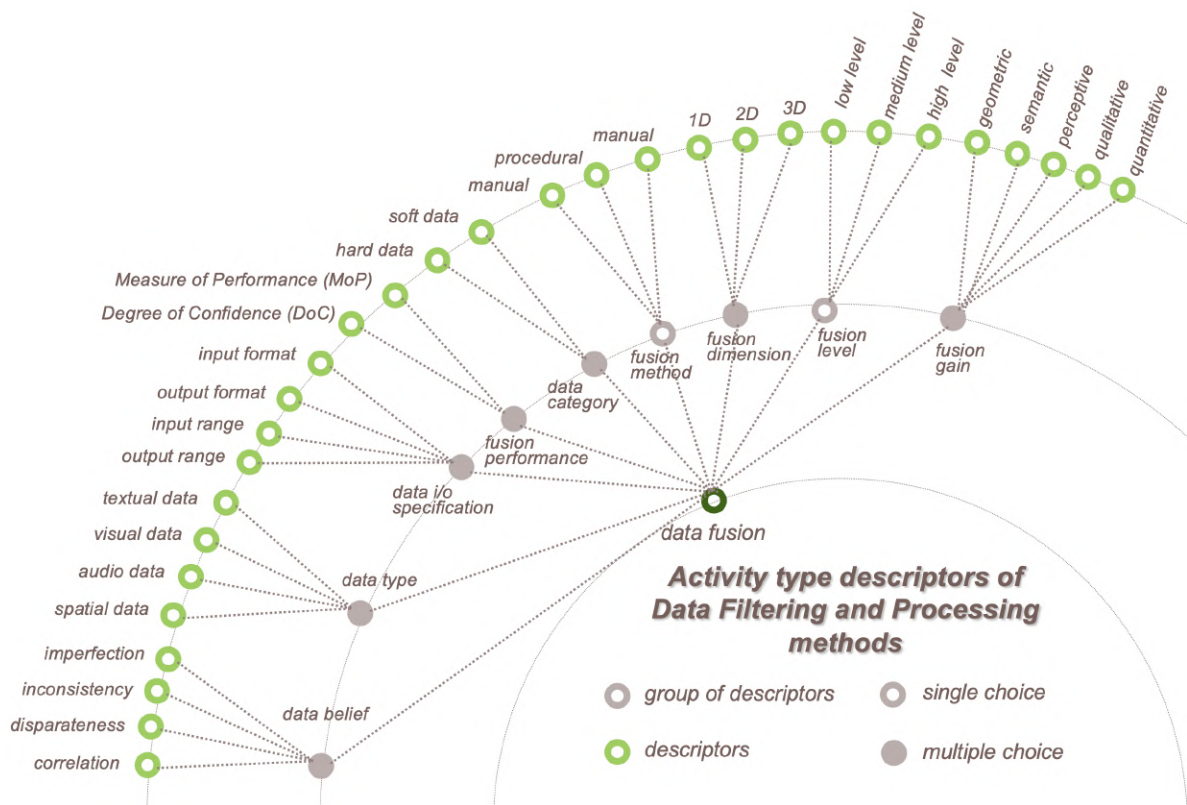 low level
medium level
high level
geometric
semantic
perceptive
qualitative
quantitative
1D
2D
3D
manual
procedural
manual
soft data
hard data
Measure of Performance (MoP)
Degree of Confidence (DoC)
input format
output format
input range
output range
textual data
visual data
audio data
spatial data
imperfection
inconsistency
disparateness
correlation
fusion
method
fusion
dimension
fusion
level
fusion
gain
data
category
fusion
performance
data i/o
specification
data type
data belief
data fusion
Activity type descriptors of
Data Filtering and Processing
methods
group of descriptors
single choice
descriptors
multiple choice